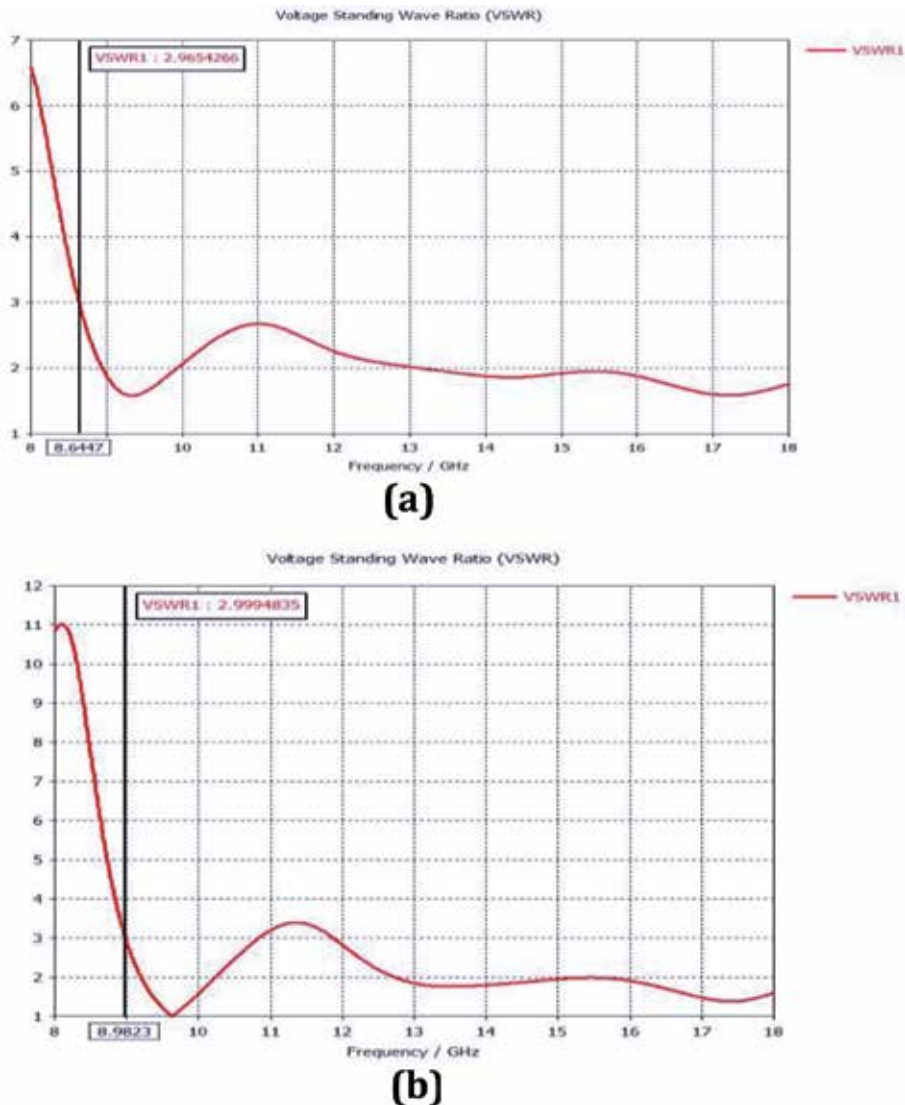 Voltage Standing Wave Ratio (VSWR)
7
VSWR1 : 2.9654266
VSWR1
6
5
4
3
2
1
8 8.6447 10 11 12 13 14 15 16 17 18
Frequency / GHz
(a)
Voltage Standing Wave Ratio (VSWR)
12
VSWR1 : 2.9994835
VSWR1
11
10
9
8
7
6
5
4
3
2
1
8 8.9823 10 11 12 13 14 15 16 17 18
Frequency / GHz
(b)